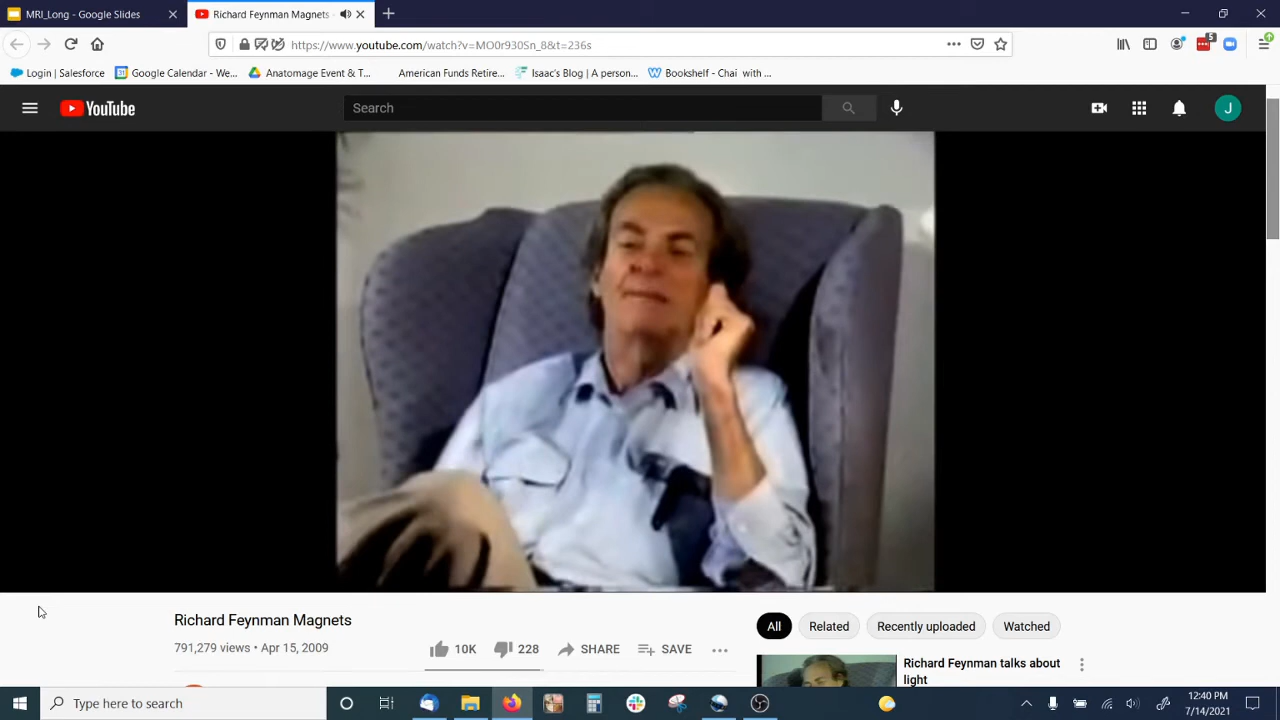 MRI_Long - Google Slides
Richard Feynman Magnets -
https://www.youtube.com/watch?v=MO0r930Sn_8&t=236s
5
Login | Salesforce
Google Calendar - We...
Anatomage Event & T...
American Funds Retire...
Isaac's Blog | A person...
Bookshelf - Chai with ...
YouTube
Search
J
Richard Feynman Magnets
791,279 views • Apr 15, 2009
10K
228
SHARE
SAVE
All
Related
Recently uploaded
Watched
Richard Feynman talks about
light
Type here to search
12:40 PM
7/14/2021